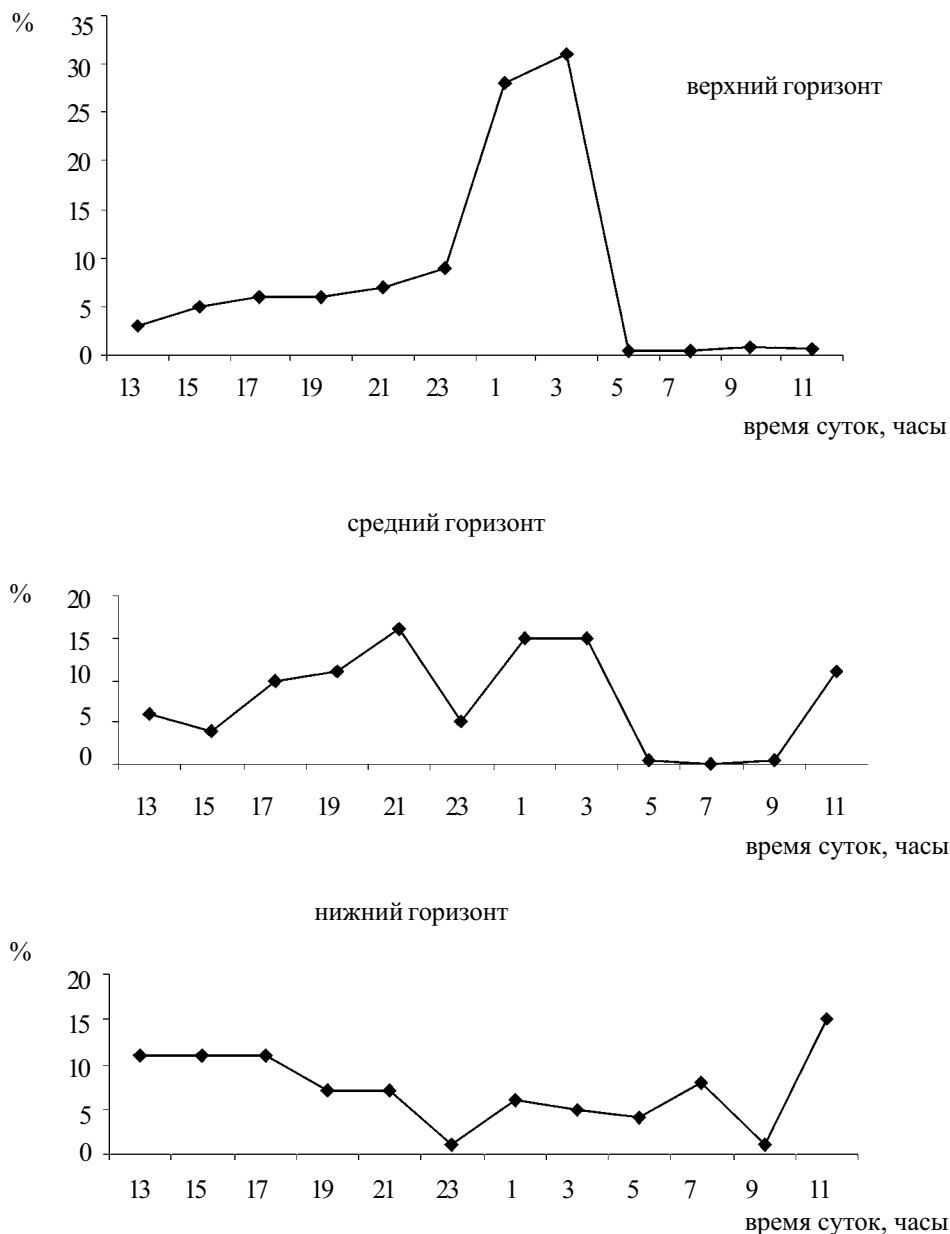 %
35
30
25
20
15
10
5
0
верхний горизонт
13 15 17 19 21 23 1 3 5 7 9 11
время суток, часы
средний горизонт
%
20
15
10
5
0
13 15 17 19 21 23 1 3 5 7 9 11
время суток, часы
нижний горизонт
%
20
15
10
5
0
13 15 17 19 21 23 1 3 5 7 9 11
время суток, часы